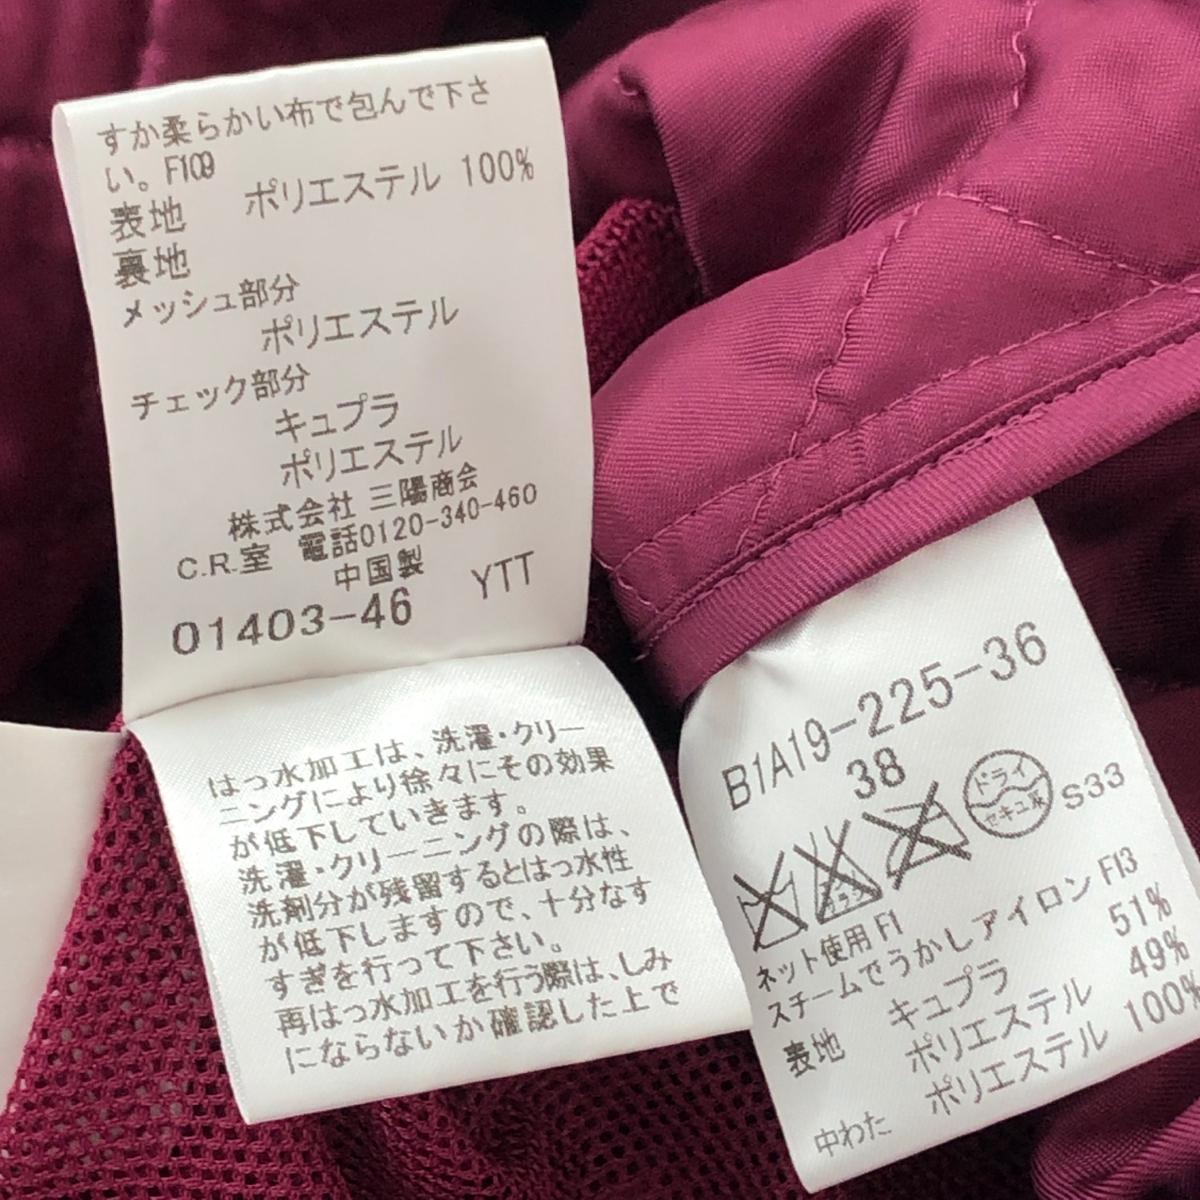 すか柔らかい布で包んで下さ
い。F109
表地 ポリエステル 100%
裏地
メッシュ部分
ポリエステル
チェック部分
キュプラ
ポリエステル
株式会社 三陽商会
C.R.室 電話0120-340-460
中国製
01403-46 YTT
はっ水加工は、洗濯・クリー
ニングにより徐々にその効果
が低下していきます。
洗濯・クリーニングの際は、
洗剤分が残留するとはっ水性
が低下しますので、十分なす
すぎを行って下さい。
再はっ水加工を行う際は、しみ
にならないか確認した上で
B1A19-225-36
38
ドライ
セキユ系
S33
ネット使用 F1
スチームでうかしアイロン F13
表地 キュプラ 51%
ポリエステル 49%
中わた ポリエステル 100%